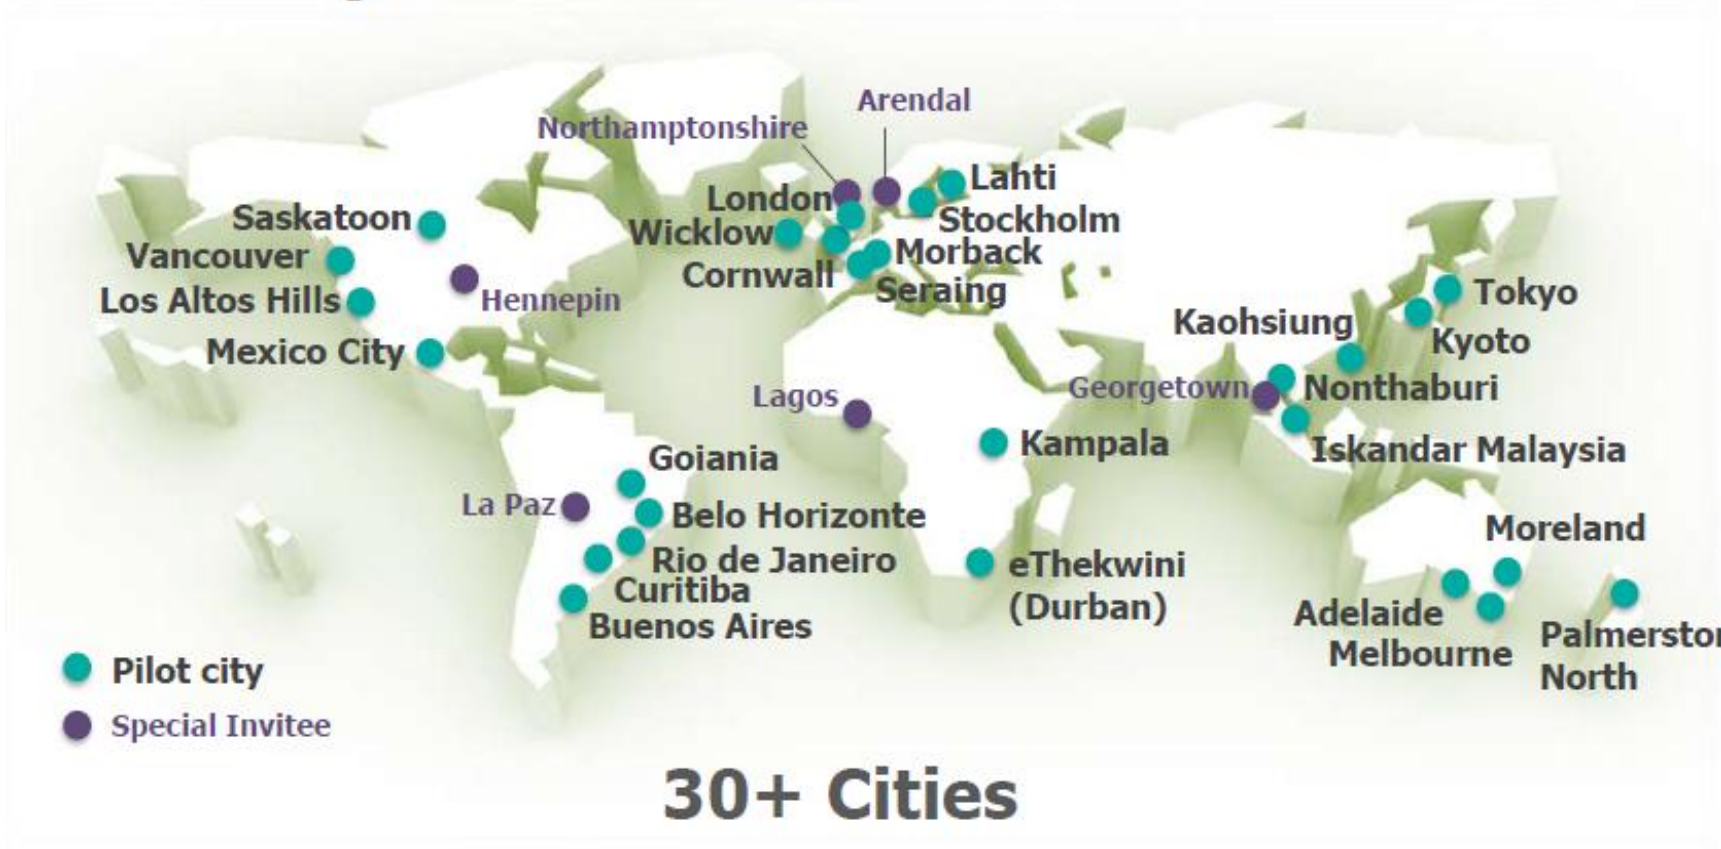 Arendal
Northamptonshire
Lahti
London
Saskatoon
Stockholm
Wicklow
Vancouver
Morback
Cornwall
Seraing
Los Altos Hills
Hennepin
Tokyo
Kaohsiung
Kyoto
Mexico City
Georgetown
Nonthaburi
Lagos
Kampala
Iskandar Malaysia
Goiania
La Paz
Belo Horizonte
Moreland
Rio de Janeiro
eThekwini
(Durban)
Curitiba
Adelaide
Buenos Aires
Palmerston
North
Melbourne
Pilot city
Special Invitee
30+ Cities